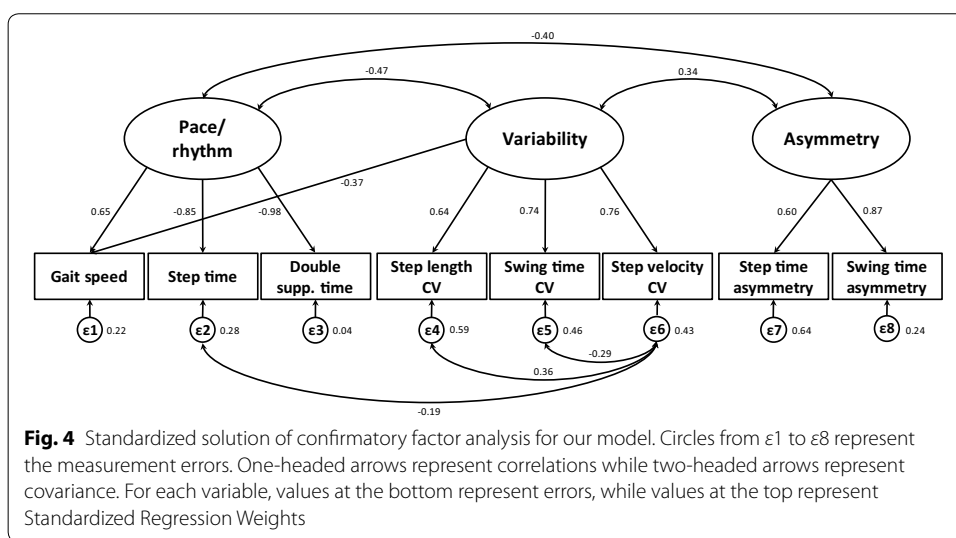 -0.40
-0.47
0.34
Pace/
rhythm
Variability
Asymmetry
-0.37
0.65
-0.85
-0.98
0.64
0.74
0.76
0.60
0.87
Gait speed
Step time
Double
supp. time
Step length
CV
Swing time
CV
Step velocity
CV
Step time
asymmetry
Swing time
asymmetry
ε1 0.22
ε2 0.28
ε3 0.04
ε4 0.59
ε5 0.46
ε6 0.43
ε7 0.64
ε8 0.24
-0.29
0.36
-0.19
Fig. 4 Standardized solution of confirmatory factor analysis for our model. Circles from ε1 to ε8 represent
the measurement errors. One-headed arrows represent correlations while two-headed arrows represent
covariance. For each variable, values at the bottom represent errors, while values at the top represent
Standardized Regression Weights